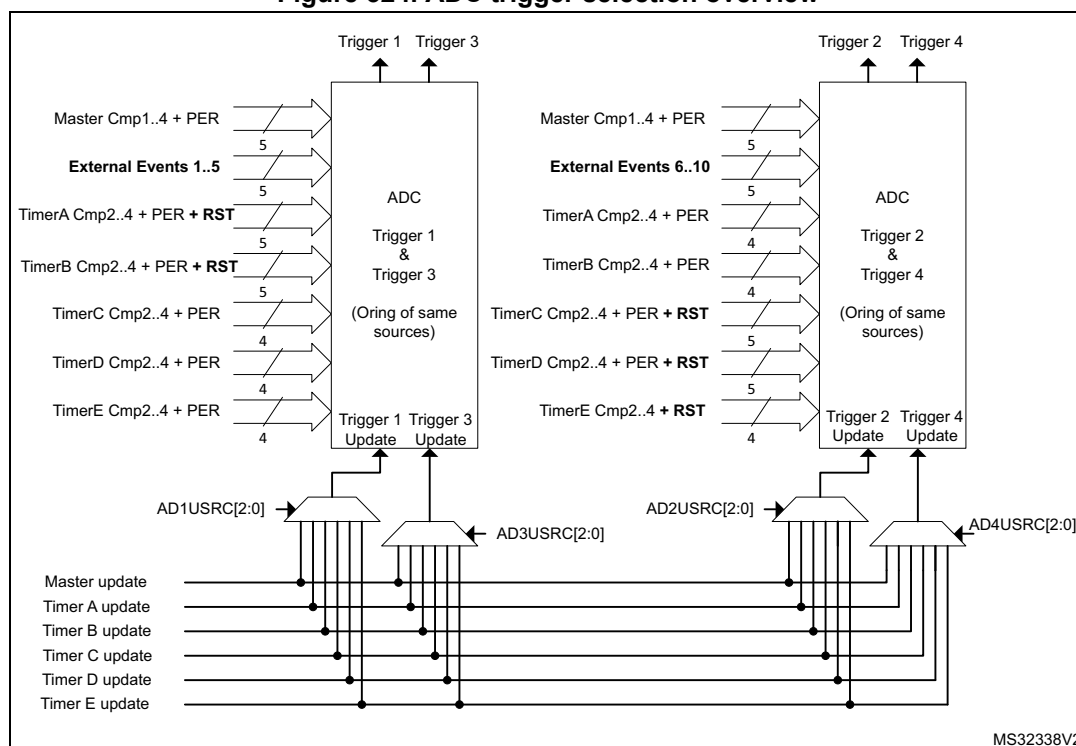 Trigger 1 Trigger 3
Master Cmp1..4 + PER
5
External Events 1..5
5
TimerA Cmp2..4 + PER + RST
5
TimerB Cmp2..4 + PER + RST
5
TimerC Cmp2..4 + PER
4
TimerD Cmp2..4 + PER
4
TimerE Cmp2..4 + PER
4
ADC
Trigger 1
&
Trigger 3
(Oring of same
sources)
Trigger 1 Trigger 3
Update Update
Trigger 2 Trigger 4
Master Cmp1..4 + PER
5
External Events 6..10
5
TimerA Cmp2..4 + PER
4
TimerB Cmp2..4 + PER
4
TimerC Cmp2..4 + PER + RST
5
TimerD Cmp2..4 + PER + RST
5
TimerE Cmp2..4 + RST
4
ADC
Trigger 2
&
Trigger 4
(Oring of same
sources)
Trigger 2 Trigger 4
Update Update
AD1USRC[2:0]
AD3USRC[2:0]
AD2USRC[2:0]
AD4USRC[2:0]
Master update
Timer A update
Timer B update
Timer C update
Timer D update
Timer E update
MS32338V2